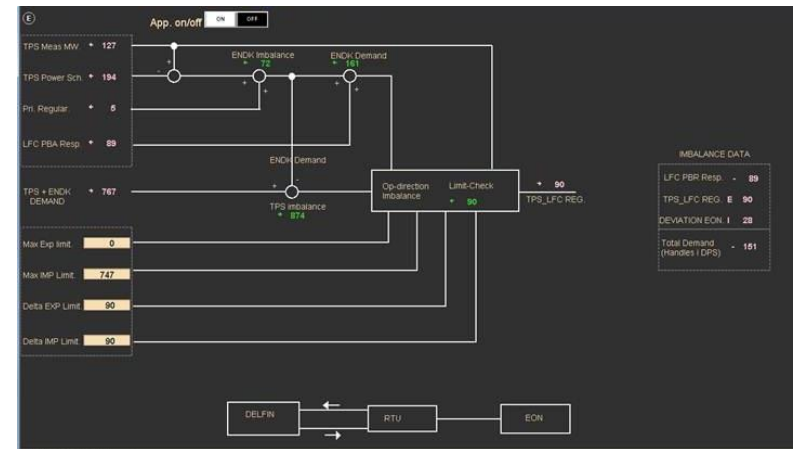 E
App. on/off ON OFF
TPS Meas MW. + 127
ENDK Imbalance
+ 72
ENDK Demand
+ 161
TPS Power Sch. + 194
Pri. Regular. + 5
LFC PBA Resp. + 89
ENDK Demand
TPS + ENDK + 767
DEMAND
TPS imbalance
+ 874
Op-direction Limit-Check
Imbalance
+ 90
+ 90
TPS_LFC REG.
IMBALANCE DATA
LFC PBR Resp. - 89
TPS_LFC REG. E 90
DEVIATION EON. I 28
Total Demand - 151
(Handles i DPS)
Max Exp limit. 0
Max IMP Limit. 747
Delta EXP Limit 90
Delta IMP Limit. 90
DELFIN
RTU
EON